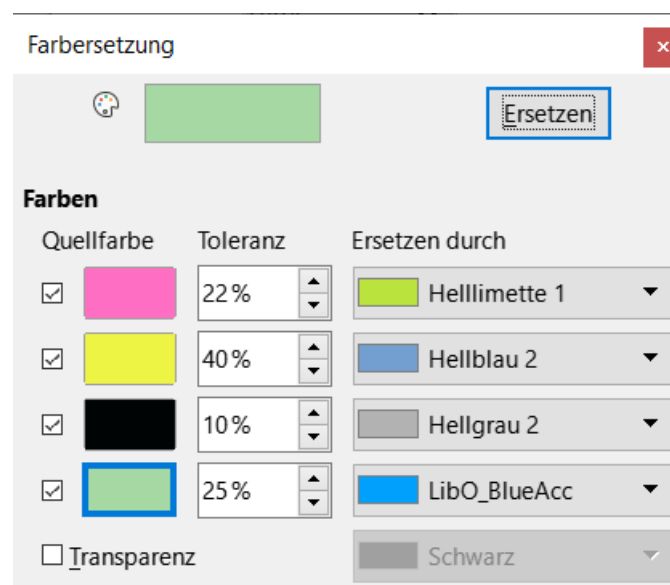 Farbersetzung
Ersetzen
Farben
Quellfarbe Toleranz Ersetzen durch
22% Helllimette 1
40% Hellblau 2
10% Hellgrau 2
25% LibO_BlueAcc
Transparenz Schwarz